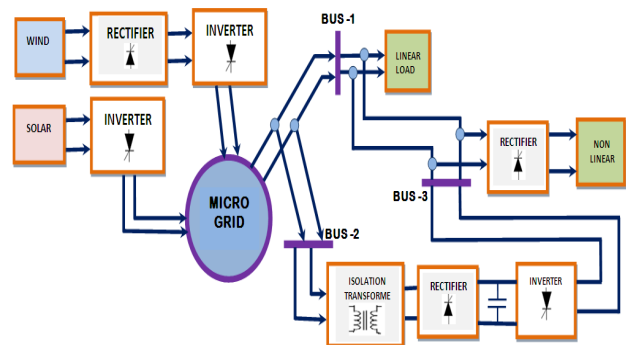 WIND
RECTIFIER
INVERTER
SOLAR
INVERTER
MICRO
GRID
BUS -1
LINEAR
LOAD
RECTIFIER
NON
LINEAR
BUS -3
BUS -2
ISOLATION
TRANSFORME
RECTIFIER
INVERTER